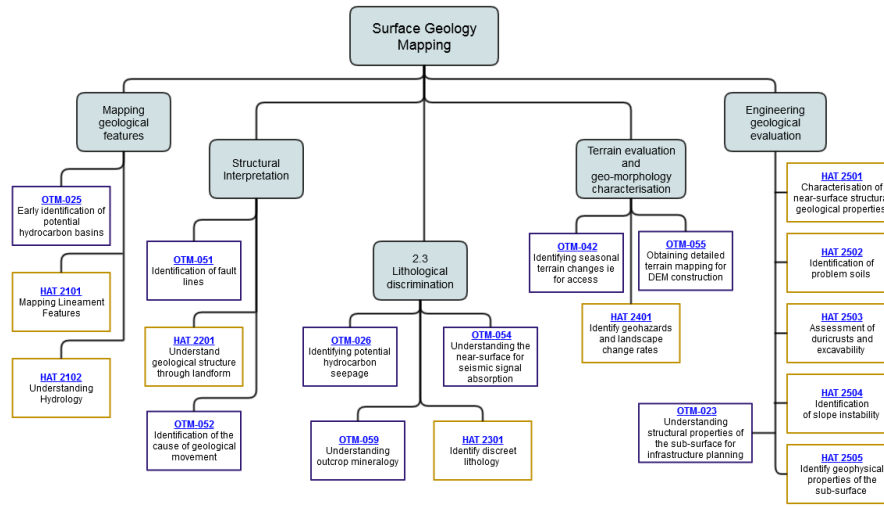 Surface Geology
Mapping
Mapping
geological
features
OTM-025
Early identification of
potential
hydrocarbon basins
HAT 2101
Mapping Lineament
Features
HAT 2102
Understanding
Hydrology
Structural
Interpretation
OTM-051
Identification of fault
lines
HAT 2201
Understand
geological structure
through landform
OTM-052
Identification of the
cause of geological
movement
2.3
Lithological
discrimination
OTM-026
Identifying potential
hydrocarbon
seepage
OTM-054
Understanding the
near-surface for
seismic signal
absorption
OTM-059
Understanding
outcrop mineralogy
HAT 2301
Identify discreet
lithology
Terrain evaluation
and
geo-morphology
characterisation
OTM-042
Identifying seasonal
terrain changes ie
for access
OTM-055
Obtaining detailed
terrain mapping for
DEM construction
HAT 2401
Identify geohazards
and landscape
change rates
Engineering
geological
evaluation
HAT 2501
Characterisation of
near-surface structural
geological properties
HAT 2502
Identification of
problem soils
HAT 2503
Assessment of
duricrusts and
excavability
HAT 2504
Identification
of slope instability
OTM-023
Understanding
structural properties of
the sub-surface for
infrastructure planning
HAT 2505
Identify geophysical
properties of the
sub-surface